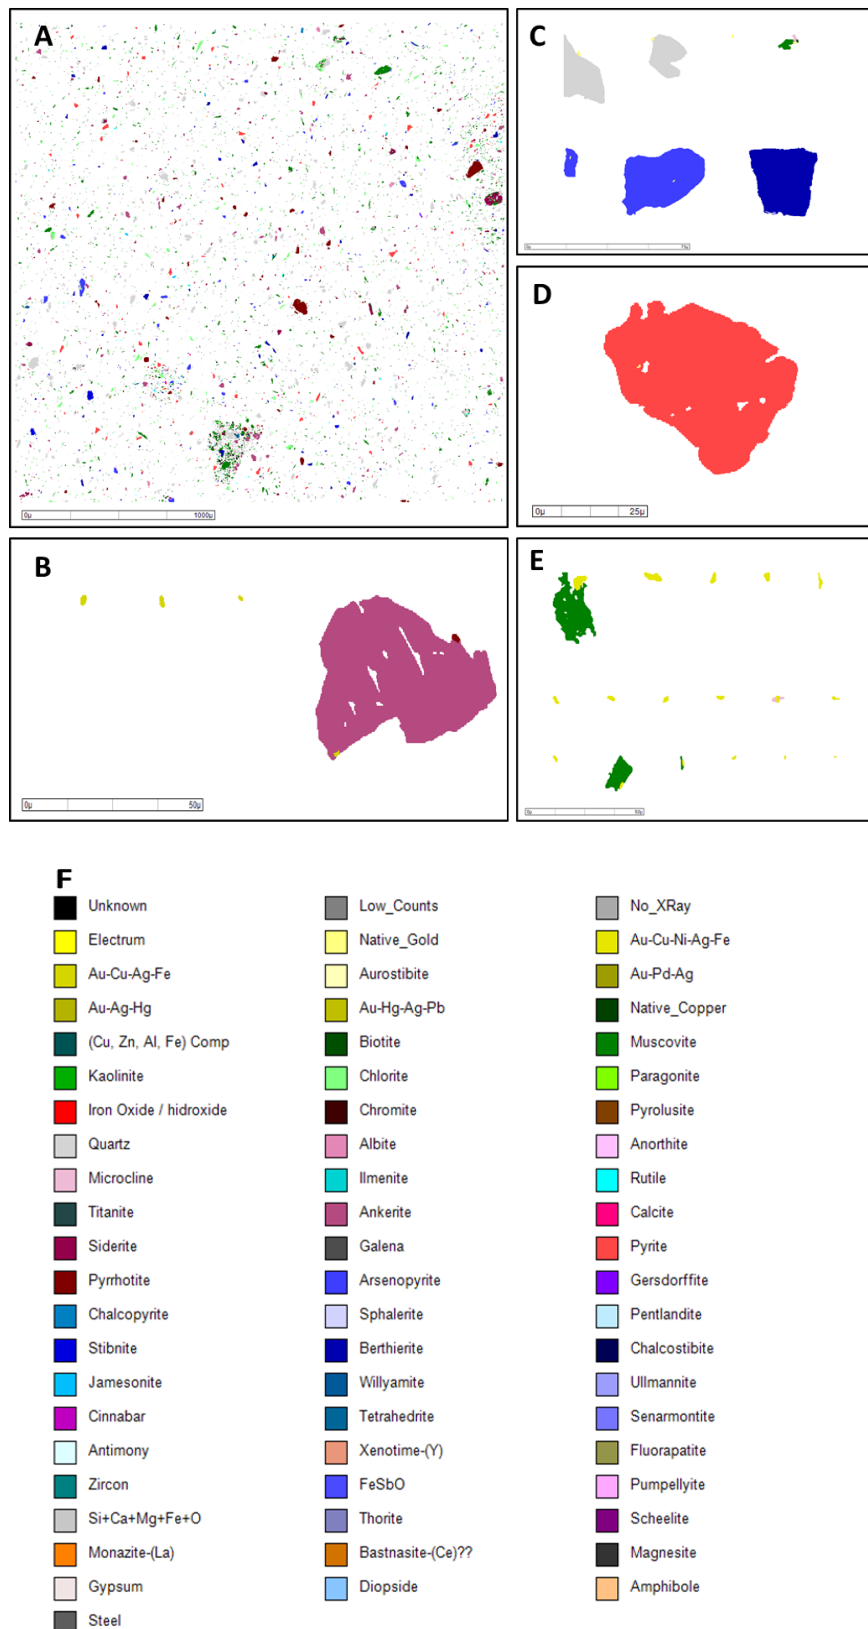 A
C
0μ 75μ
D
0μ 1000μ
0μ 25μ
B
E
0μ 50μ
F
Unknown Low_Counts No_XRay
Electrum Native_Gold Au-Cu-Ni-Ag-Fe
Au-Cu-Ag-Fe Aurostibite Au-Pd-Ag
Au-Ag-Hg Au-Hg-Ag-Pb Native_Copper
(Cu, Zn, Al, Fe) Comp Biotite Muscovite
Kaolinite Chlorite Paragonite
Iron Oxide / hidroxide Chromite Pyrolusite
Quartz Albite Anorthite
Microcline Ilmenite Rutile
Titanite Ankerite Calcite
Siderite Galena Pyrite
Pyrrhotite Arsenopyrite Gersdorffite
Chalcopyrite Sphalerite Pentlandite
Stibnite Berthierite Chalcostibite
Jamesonite Willyamite Ullmannite
Cinnabar Tetrahedrite Senarmontite
Antimony Xenotime-(Y) Fluorapatite
Zircon FeSbO Pumpellyite
Si+Ca+Mg+Fe+O Thorite Scheelite
Monazite-(La) Bastnasite-(Ce)?? Magnesite
Gypsum Diopside Amphibole
Steel